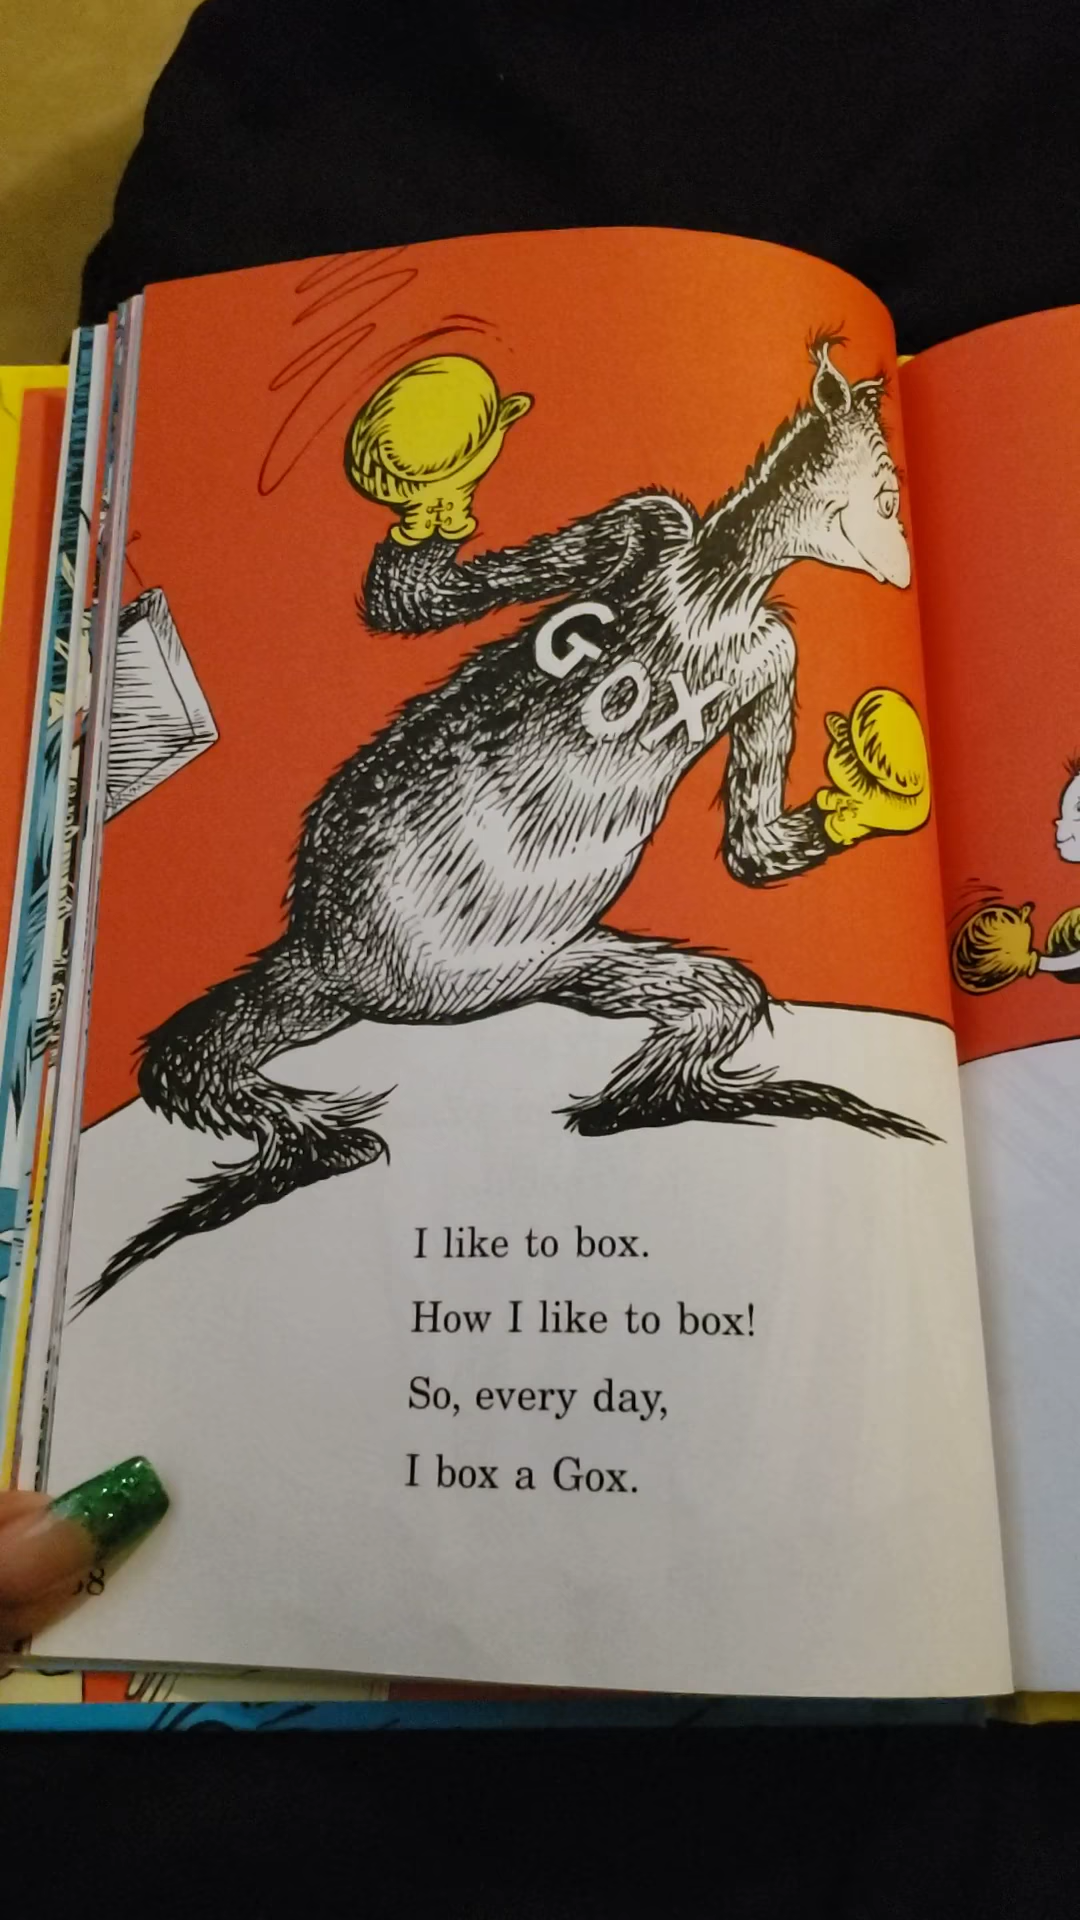 GOX
I like to box.
How I like to box!
So, every day,
I box a Gox.